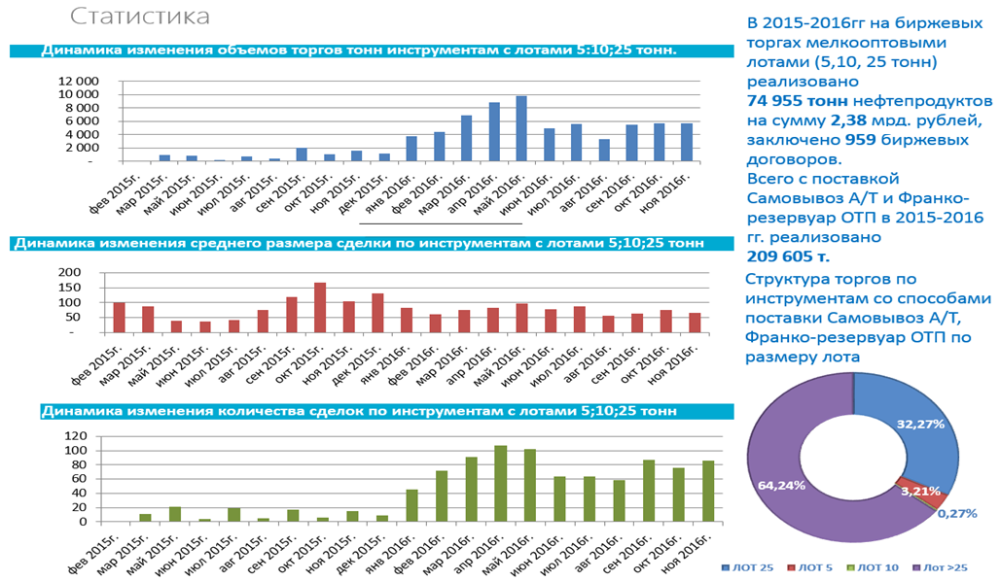 Статистика
Динамика изменения объемов торгов тонн инструментам с лотами 5:10;25 тонн.
12 000
10 000
8 000
6 000
4 000
2 000
-
фев 2015г. мар 2015г. май 2015г. июн 2015г. июл 2015г. авг 2015г. сен 2015г. окт 2015г. ноя 2015г. дек 2015г. янв 2016г. фев 2016г. мар 2016г. апр 2016г. май 2016г. июн 2016г. июл 2016г. авг 2016г. сен 2016г. окт 2016г. ноя 2016г.
Динамика изменения среднего размера сделки по инструментам с лотами 5;10;25 тонн
200
150
100
50
-
фев 2015г. мар 2015г. май 2015г. июн 2015г. июл 2015г. авг 2015г. сен 2015г. окт 2015г. ноя 2015г. дек 2015г. янв 2016г. фев 2016г. мар 2016г. апр 2016г. май 2016г. июн 2016г. июл 2016г. авг 2016г. сен 2016г. окт 2016г. ноя 2016г.
Динамика изменения количества сделок по инструментам с лотами 5;10;25 тонн
120
100
80
60
40
20
0
фев 2015г. мар 2015г. май 2015г. июн 2015г. июл 2015г. авг 2015г. сен 2015г. окт 2015г. ноя 2015г. дек 2015г. янв 2016г. фев 2016г. мар 2016г. апр 2016г. май 2016г. июн 2016г. июл 2016г. авг 2016г. сен 2016г. окт 2016г. ноя 2016г.
В 2015-2016гг на биржевых
торгах мелкооптовыми
лотами (5,10, 25 тонн)
реализовано
74 955 тонн нефтепродуктов
на сумму 2,38 мрд. рублей,
заключено 959 биржевых
договоров.
Всего с поставкой
Самовывоз А/Т и Франко-
резервуар ОТП в 2015-2016
гг. реализовано
209 605 т.
Структура торгов по
инструментам со способами
поставки Самовывоз А/Т,
Франко-резервуар ОТП по
размеру лота
32,27%
64,24%
3,21%
0,27%
ЛОТ 25 ЛОТ 5 ЛОТ 10 Лот >25